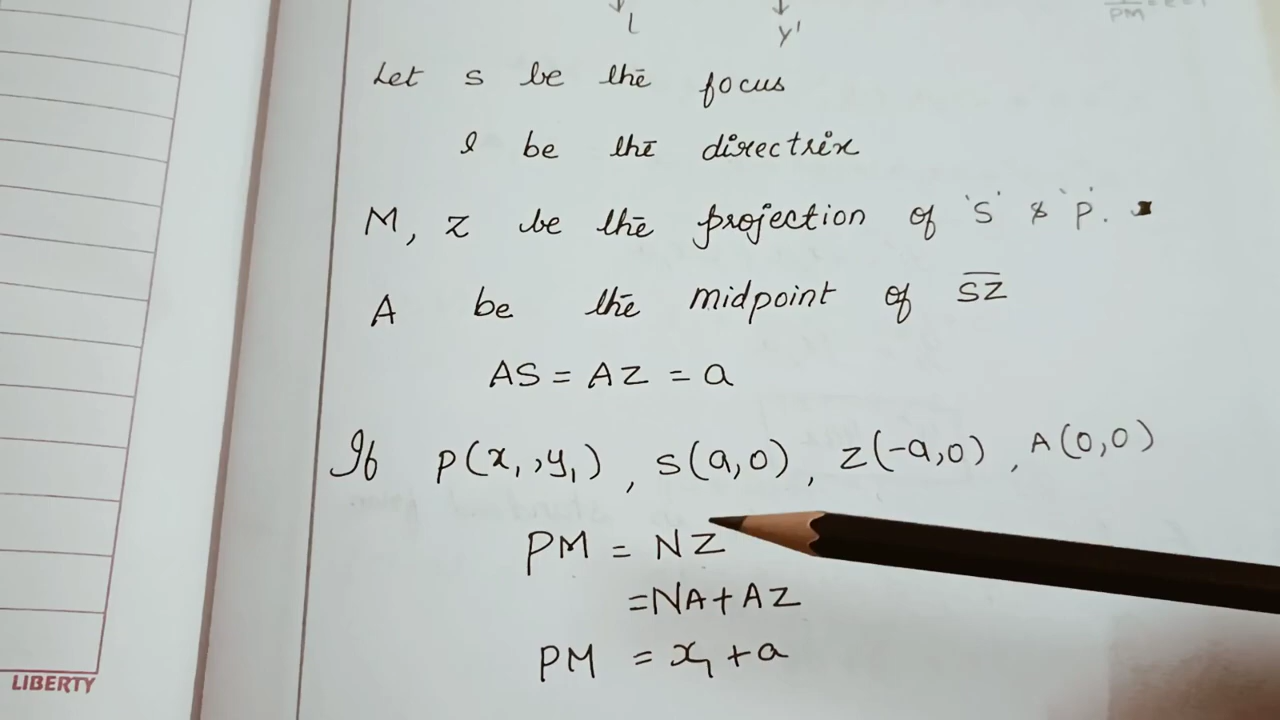 L
y'
PM
Let S be the focus
l be the directrix
M, Z be the projection of 'S' & 'P'.
A be the midpoint of S̅Z̅
AS = AZ = a
If P(x₁,y₁), S(a,0), Z(-a,0), A(0,0)
PM = NZ
=NA+AZ
PM = x₁+a
LIBERTY